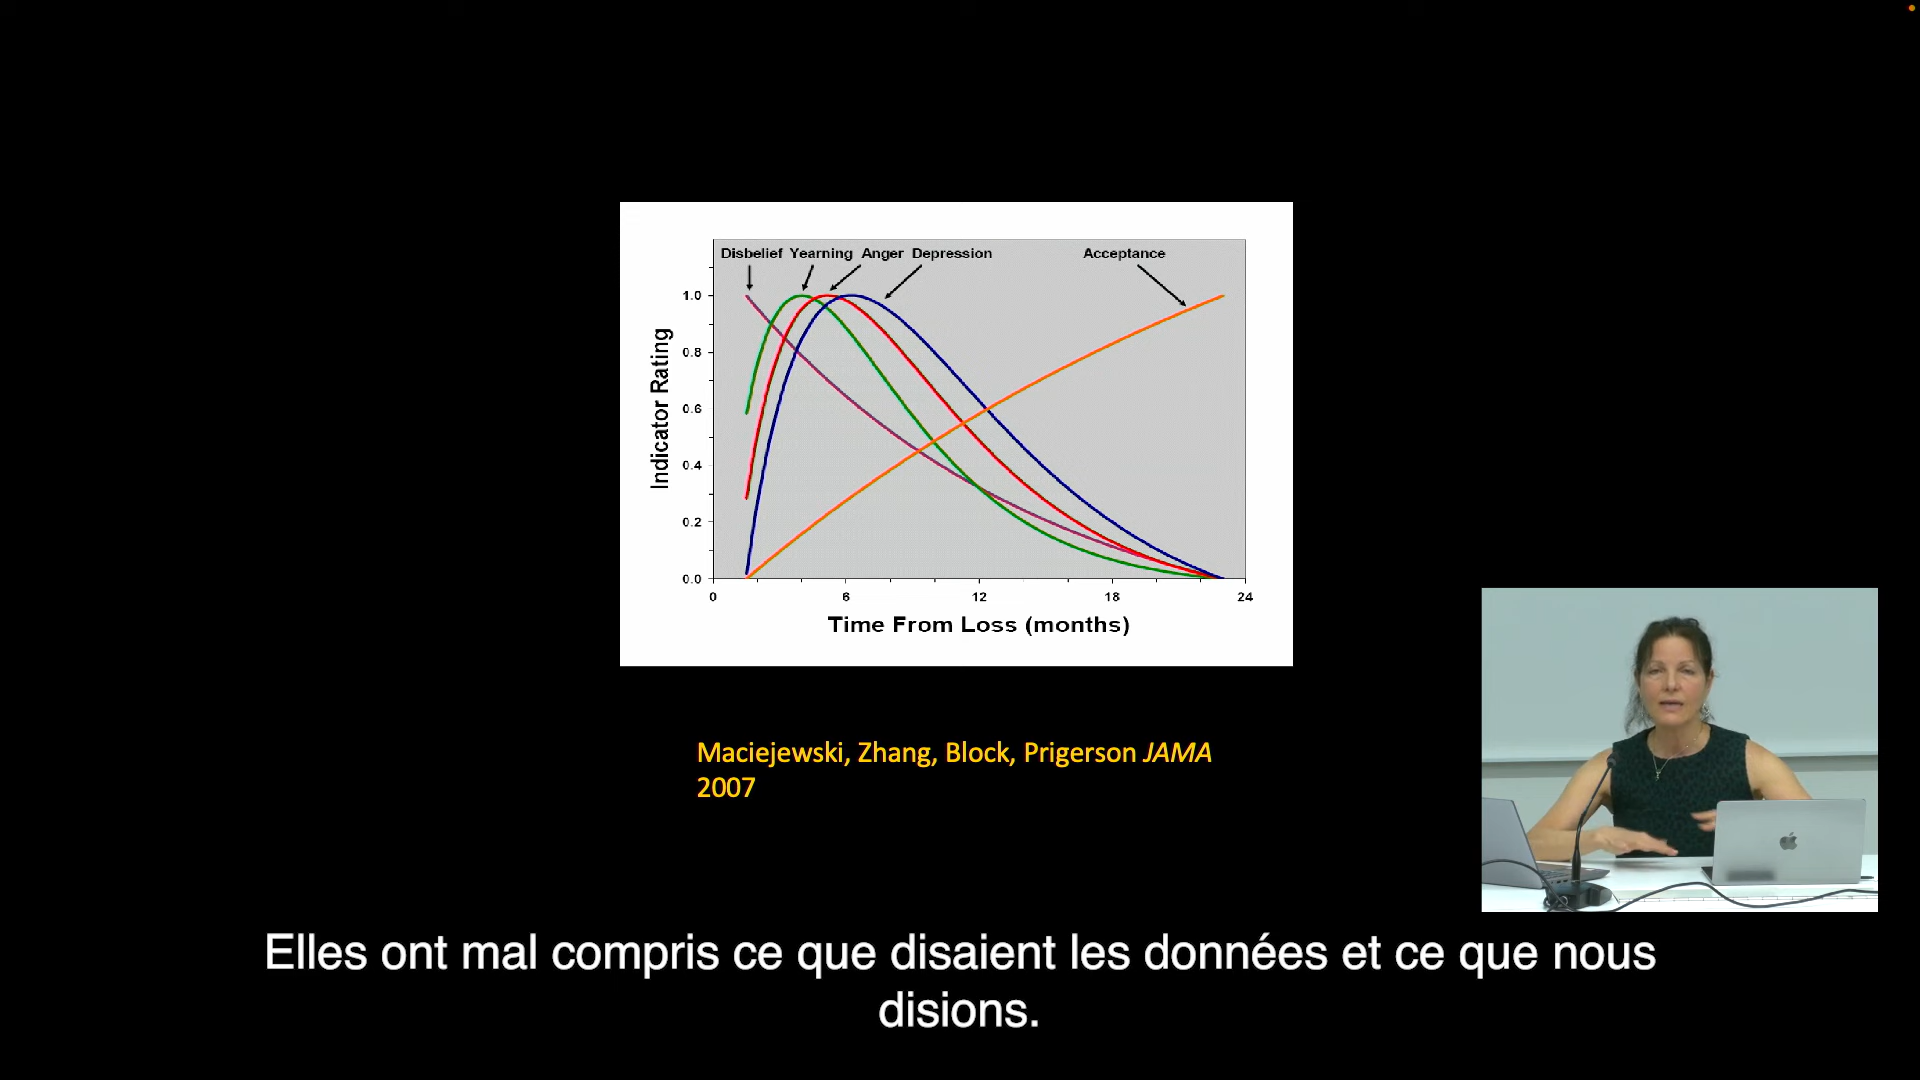 Disbelief Yearning Anger Depression Acceptance
1.0
0.8
0.6
0.4
0.2
0.0
Indicator Rating
0 6 12 18 24
Time From Loss (months)
Maciejewski, Zhang, Block, Prigerson JAMA
2007
Elles ont mal compris ce que disaient les données et ce que nous
disions.